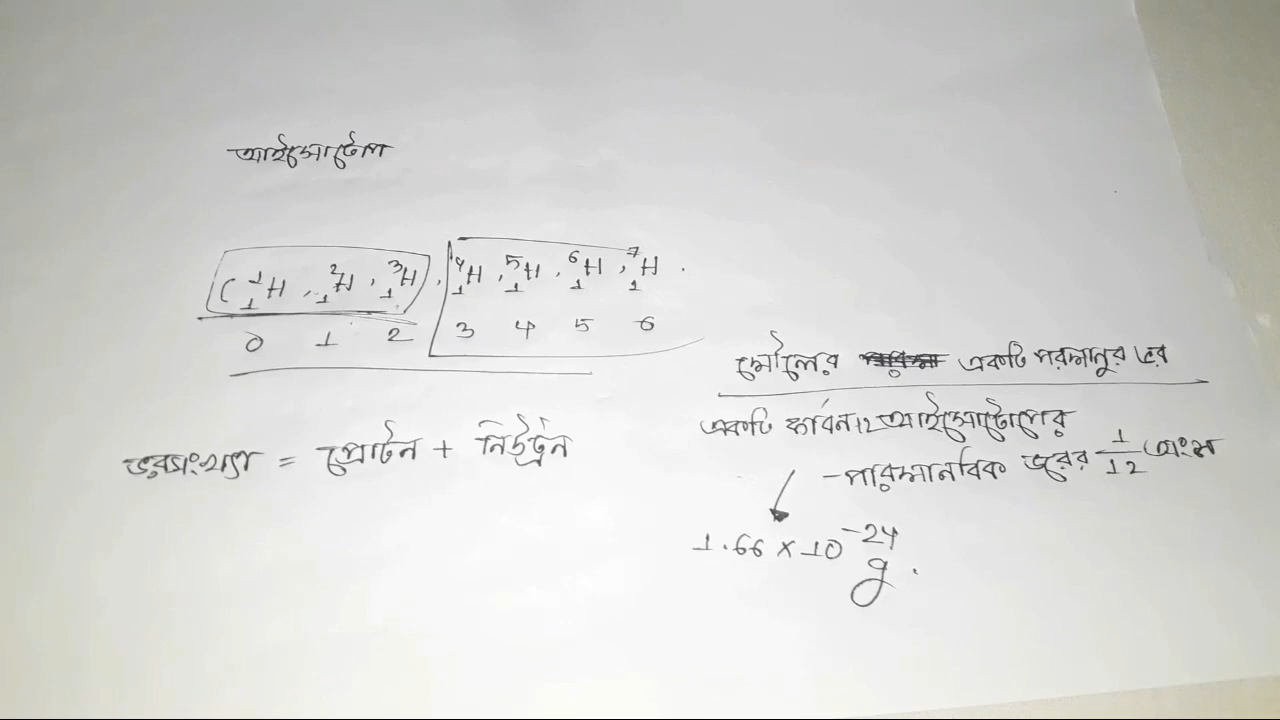 আইসোটোপ
(¹₁H, ²₁H, ³₁H), ⁴₁H, ⁵₁H, ⁶₁H, ⁷₁H.
0 1 2 3 4 5 6
ভরসংখ্যা = প্রোটন + নিউট্রন
মৌলের একটি পরমানুর ভর
একটি কার্বন 12 আইসোটোপের
- পারমানবিক ভরের 1/12 অংশ
1.66 × 10⁻²⁴ g.